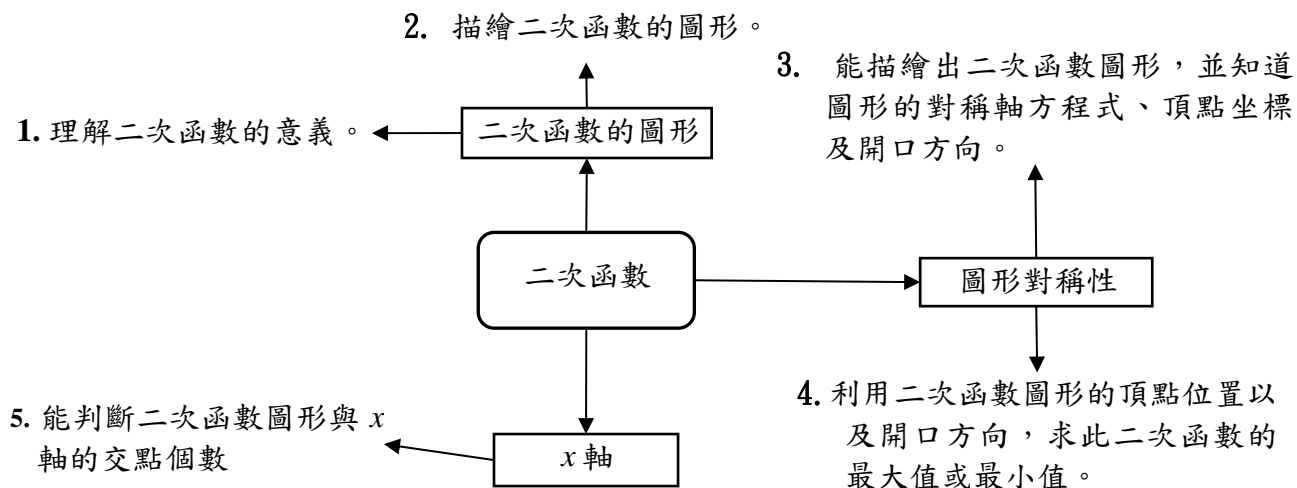 2. 描繪二次函數的圖形。
3. 能描繪出二次函數圖形，並知道
圖形的對稱軸方程式、頂點坐標
及開口方向。
1. 理解二次函數的意義。
二次函數的圖形
二次函數
圖形對稱性
5. 能判斷二次函數圖形與 x
軸的交點個數
x 軸
4. 利用二次函數圖形的頂點位置以
及開口方向，求此二次函數的
最大值或最小值。